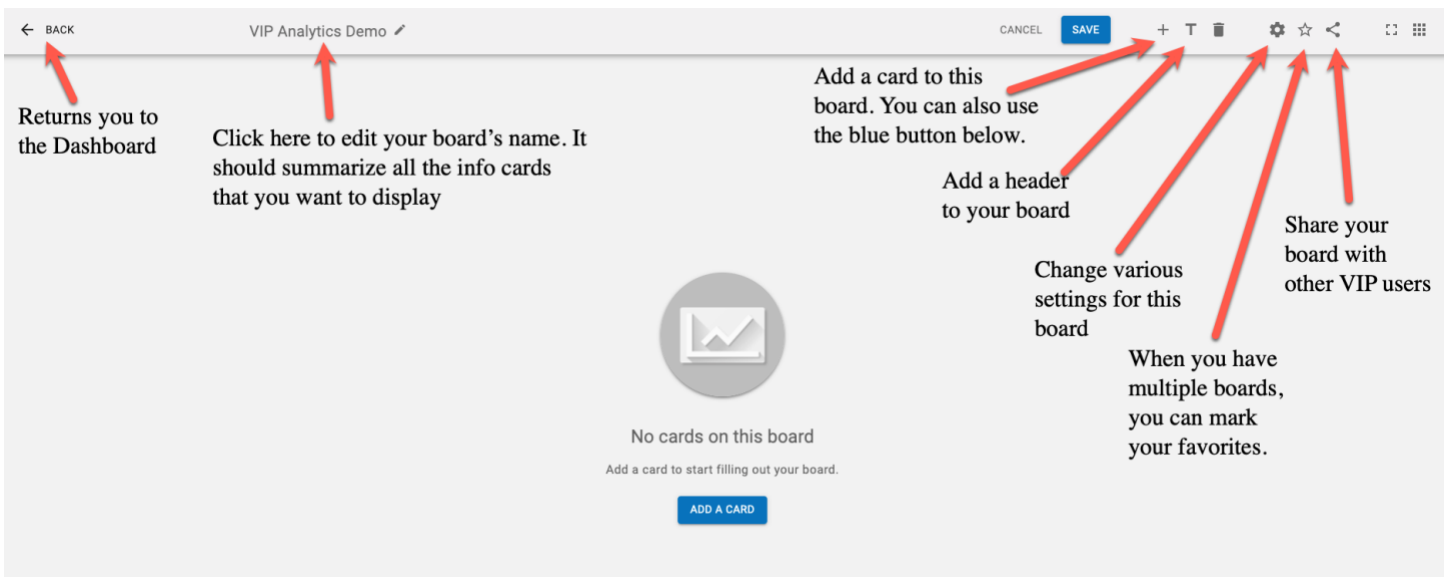 BACK
VIP Analytics Demo
CANCEL
SAVE
T
Returns you to
the Dashboard
Click here to edit your board’s name. It
should summarize all the info cards
that you want to display
Add a card to this
board. You can also use
the blue button below.
Add a header
to your board
Change various
settings for this
board
When you have
multiple boards,
you can mark
your favorites.
Share your
board with
other VIP users
No cards on this board
Add a card to start filling out your board.
ADD A CARD